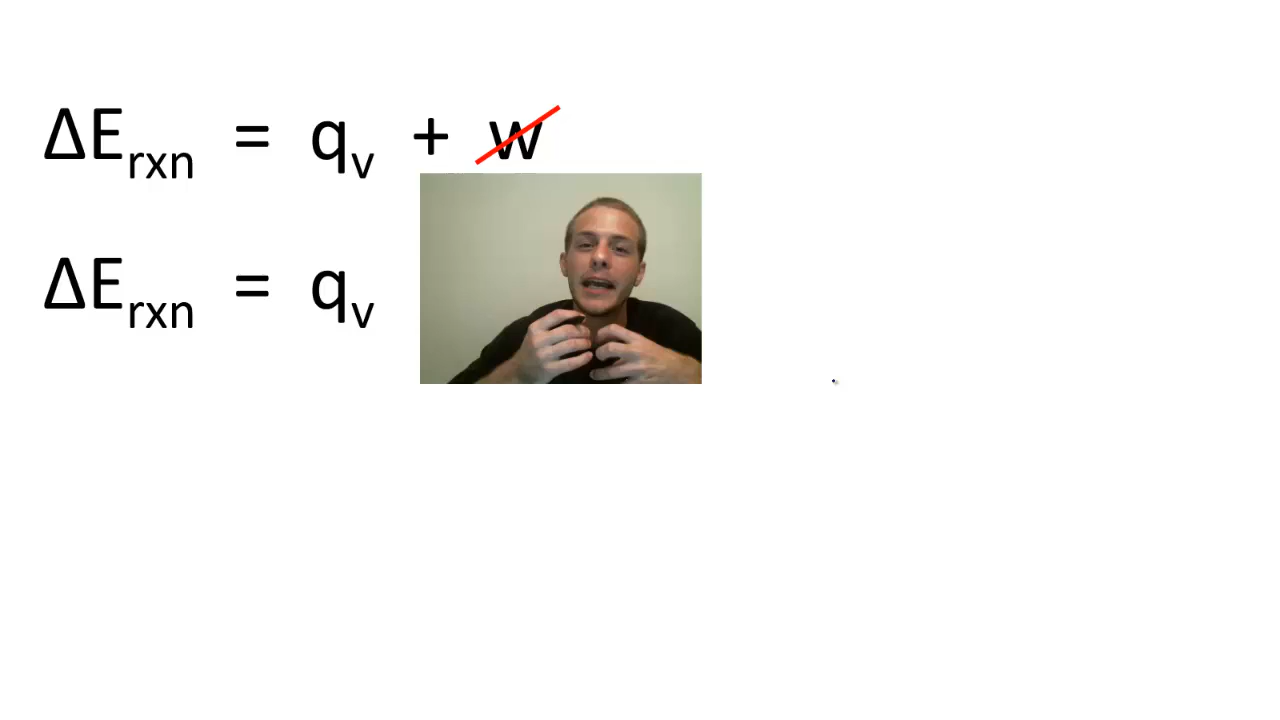 ΔErxn = qv + w
ΔErxn = qv